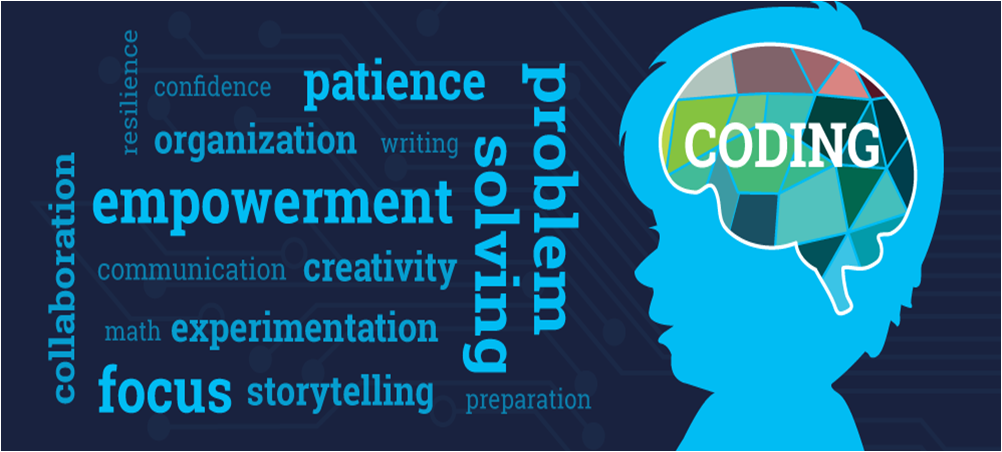 resilience
confidence
patience
organization
writing
empowerment
collaboration
communication
creativity
math
experimentation
focus
storytelling
problem
solving
preparation
CODING